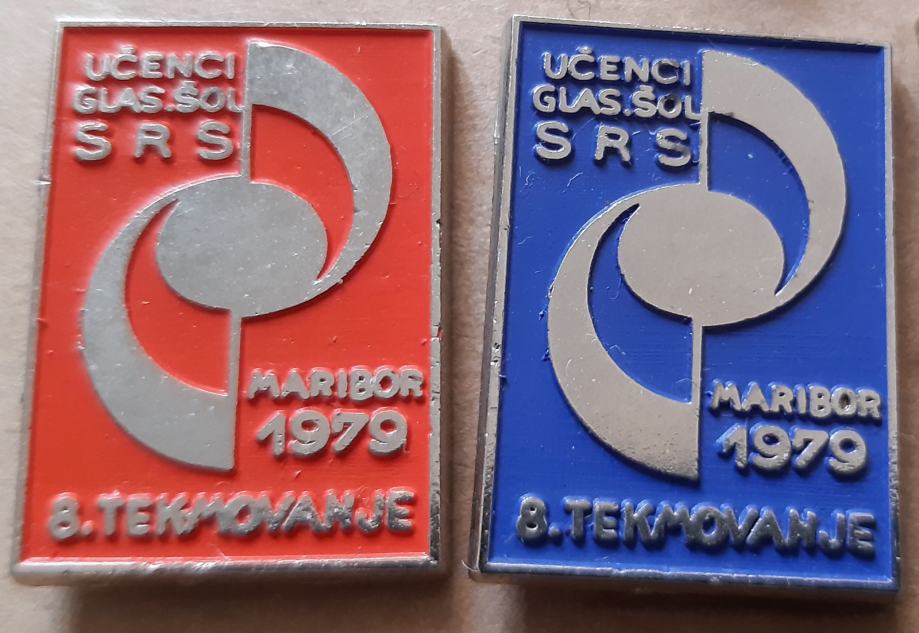 UČENCI
GLAS.ŠOL
SRS
MARIBOR
1979
8. TEKMOVANJE
UČENCI
GLAS.ŠOL
SRS
MARIBOR
1979
8. TEKMOVANJE